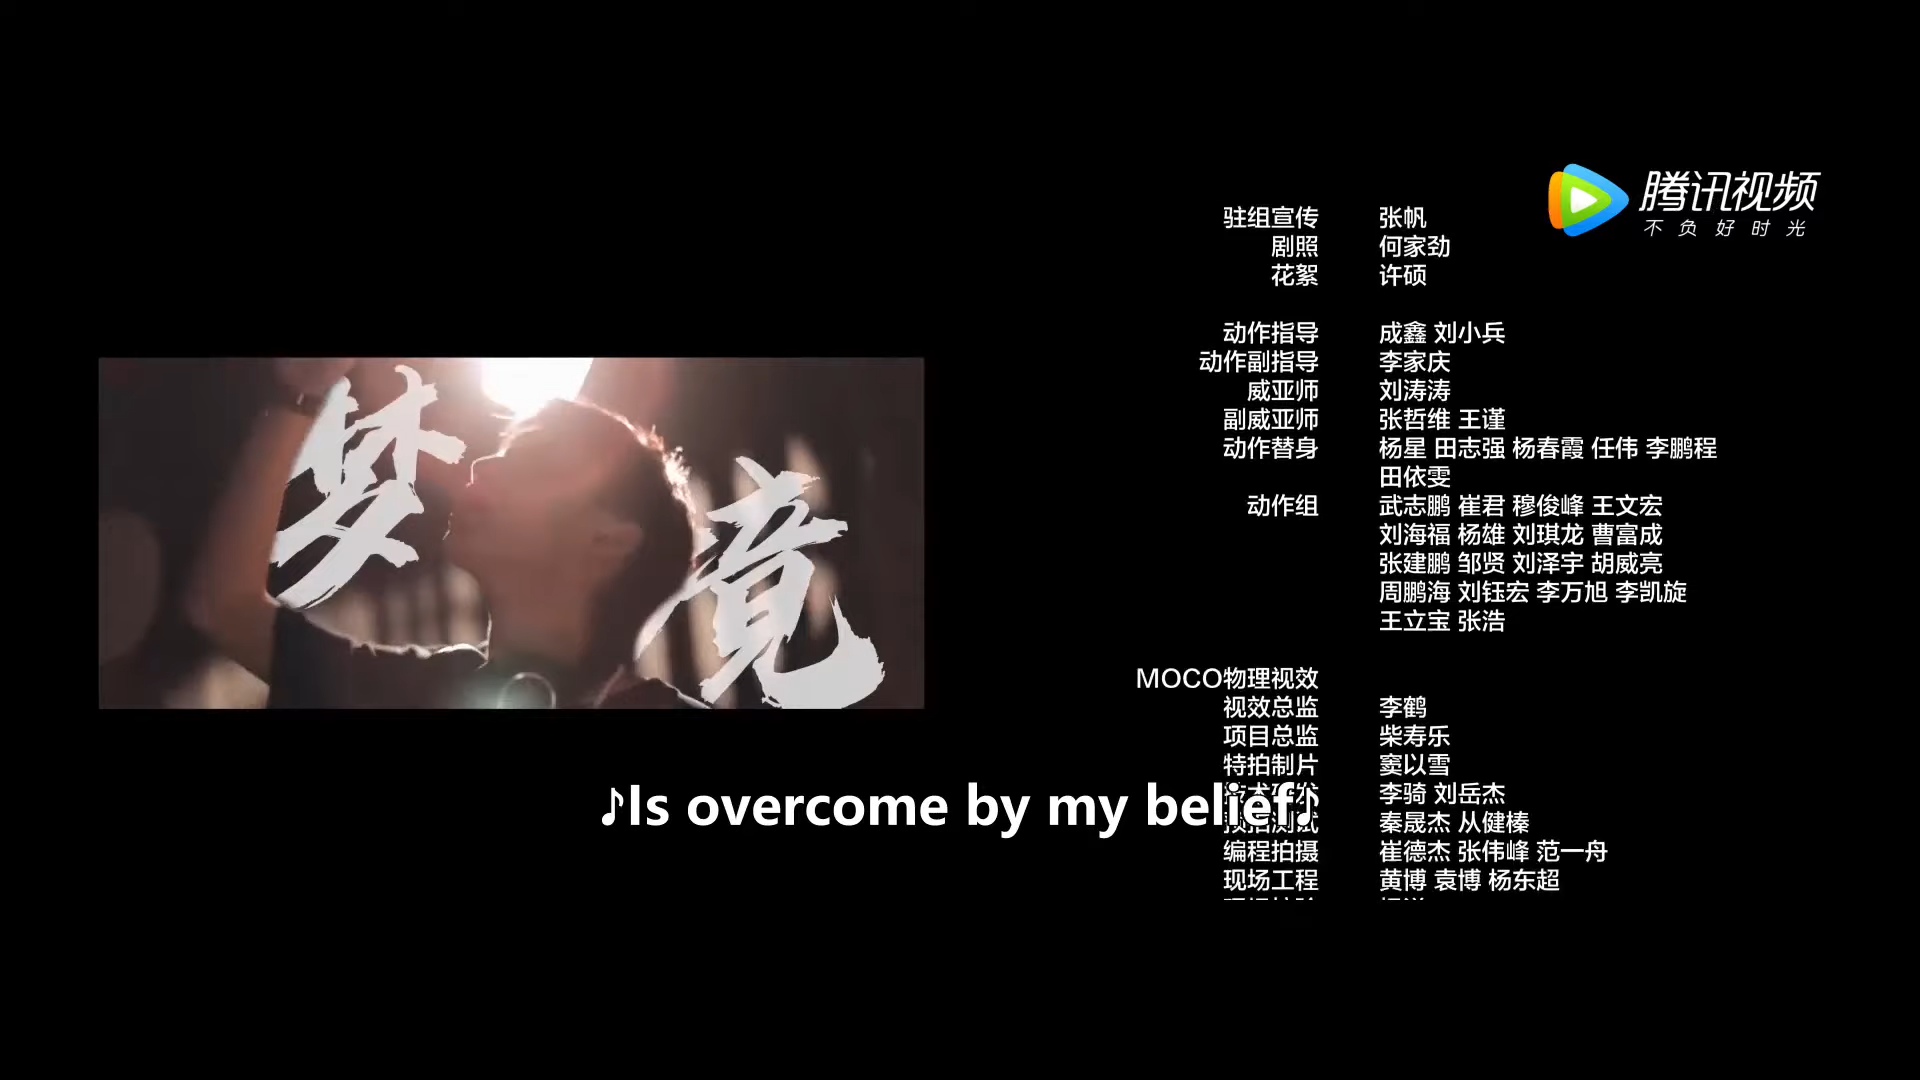 腾讯视频
不负好时光
驻组宣传 张帆
剧照 何家劲
花絮 许硕
动作指导 成鑫 刘小兵
动作副指导 李家庆
威亚师 刘涛涛
副威亚师 张哲维 王谨
动作替身 杨星 田志强 杨春霞 任伟 李鹏程
田依雯
动作组 武志鹏 崔君 穆俊峰 王文宏
刘海福 杨雄 刘琪龙 曹富成
张建鹏 邹贤 刘泽宇 胡威亮
周鹏海 刘钰宏 李万旭 李凯旋
王立宝 张浩
梦境
MOCO物理视效
视效总监 李鹤
项目总监 柴寿乐
特拍制片 窦以雪
李骑 刘岳杰
秦晟杰 从健榛
编程拍摄 崔德杰 张伟峰 范一舟
现场工程 黄博 袁博 杨东超
♪Is overcome by my belief♪